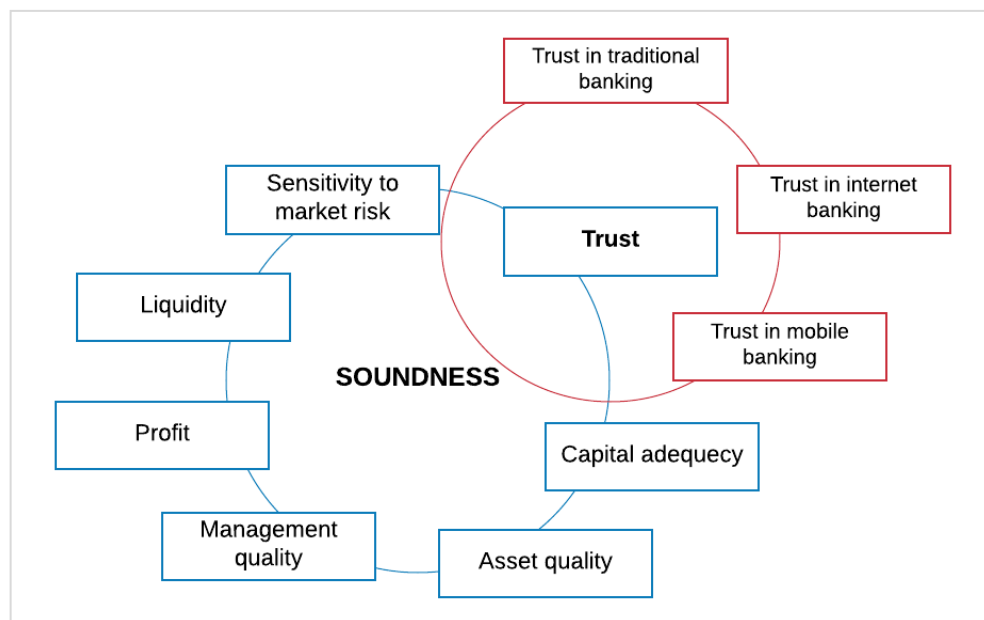 Trust in traditional
banking
Sensitivity to
market risk
Trust in internet
banking
Trust
Liquidity
Trust in mobile
banking
SOUNDNESS
Profit
Capital adequecy
Management
quality
Asset quality